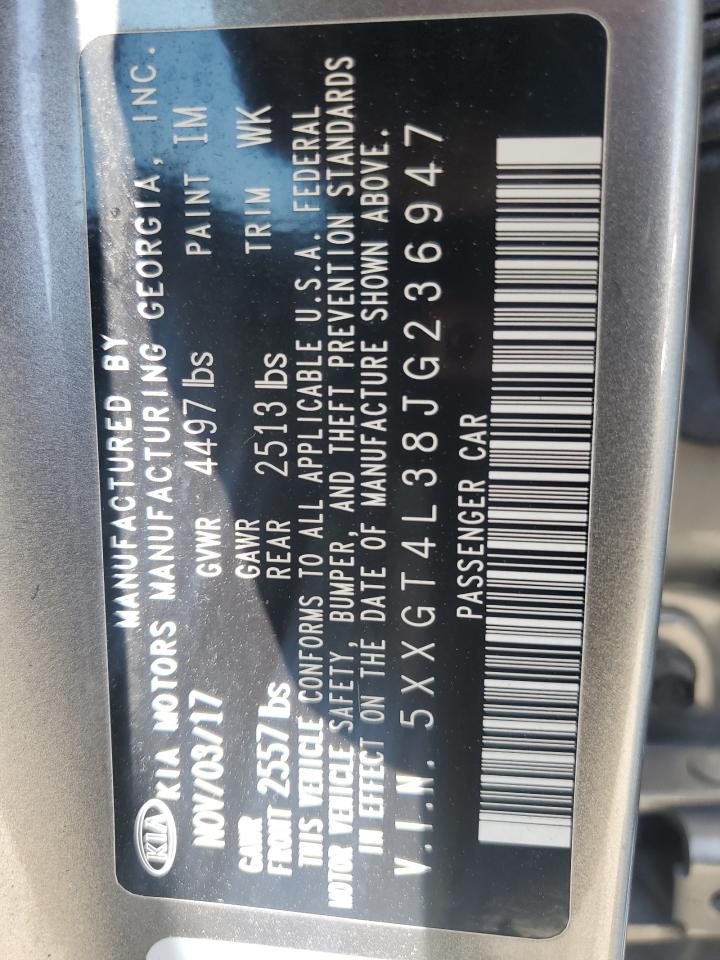 MANUFACTURED BY
KIA KIA MOTORS MANUFACTURING GEORGIA, INC.
NOV/03/17 GVWR 4497 lbs PAINT IM
GAWR FRONT 2557 lbs GAWR REAR 2513 lbs TRIM WK
THIS VEHICLE CONFORMS TO ALL APPLICABLE U.S.A. FEDERAL
MOTOR VEHICLE SAFETY, BUMPER, AND THEFT PREVENTION STANDARDS
IN EFFECT ON THE DATE OF MANUFACTURE SHOWN ABOVE.
V.I.N. 5XXGT4L38JG236947
PASSENGER CAR